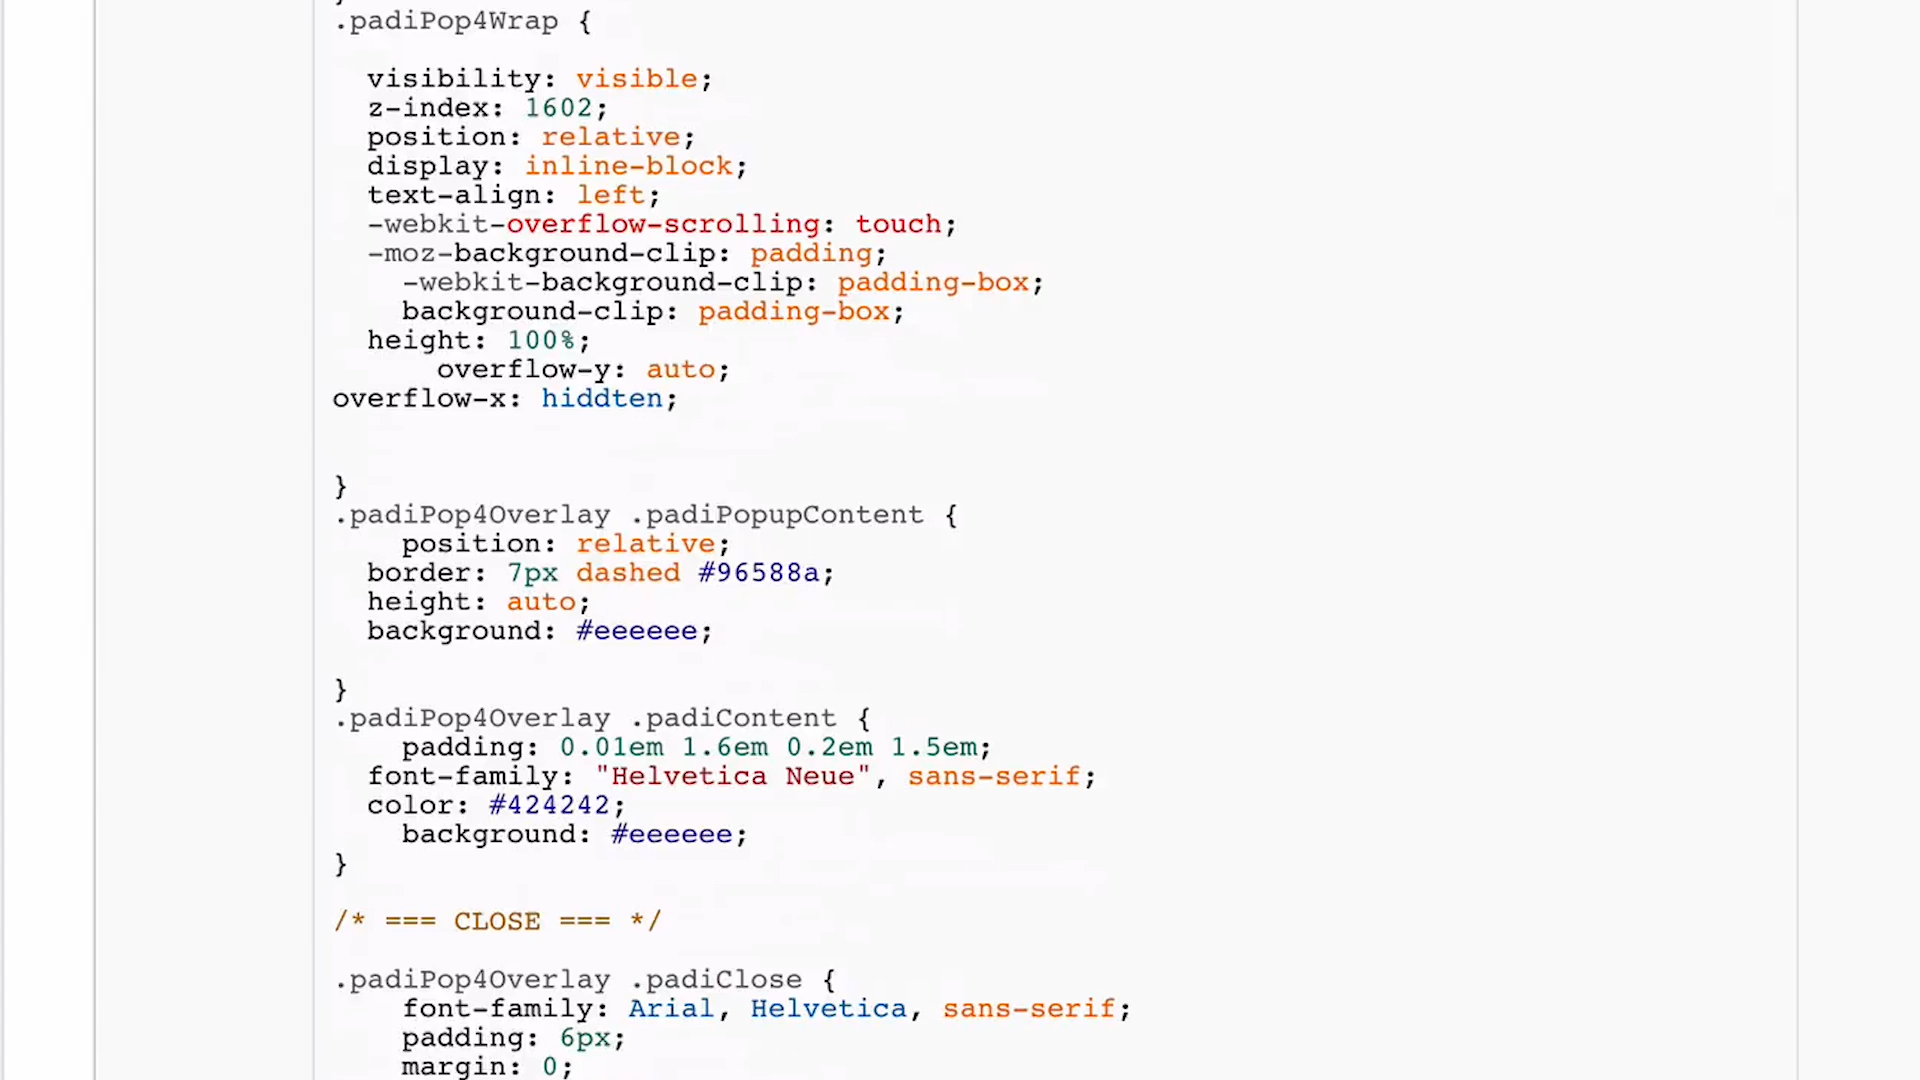 .padiPop4Wrap {
visibility: visible;
z-index: 1602;
position: relative;
display: inline-block;
text-align: left;
-webkit-overflow-scrolling: touch;
-moz-background-clip: padding;
-webkit-background-clip: padding-box;
background-clip: padding-box;
height: 100%;
overflow-y: auto;
overflow-x: hiddten;
}
.padiPop4Overlay .padiPopupContent {
position: relative;
border: 7px dashed #96588a;
height: auto;
background: #eeeeee;
}
.padiPop4Overlay .padiContent {
padding: 0.01em 1.6em 0.2em 1.5em;
font-family: "Helvetica Neue", sans-serif;
color: #424242;
background: #eeeeee;
}
/* === CLOSE === */
.padiPop4Overlay .padiClose {
font-family: Arial, Helvetica, sans-serif;
padding: 6px;
margin: 0;